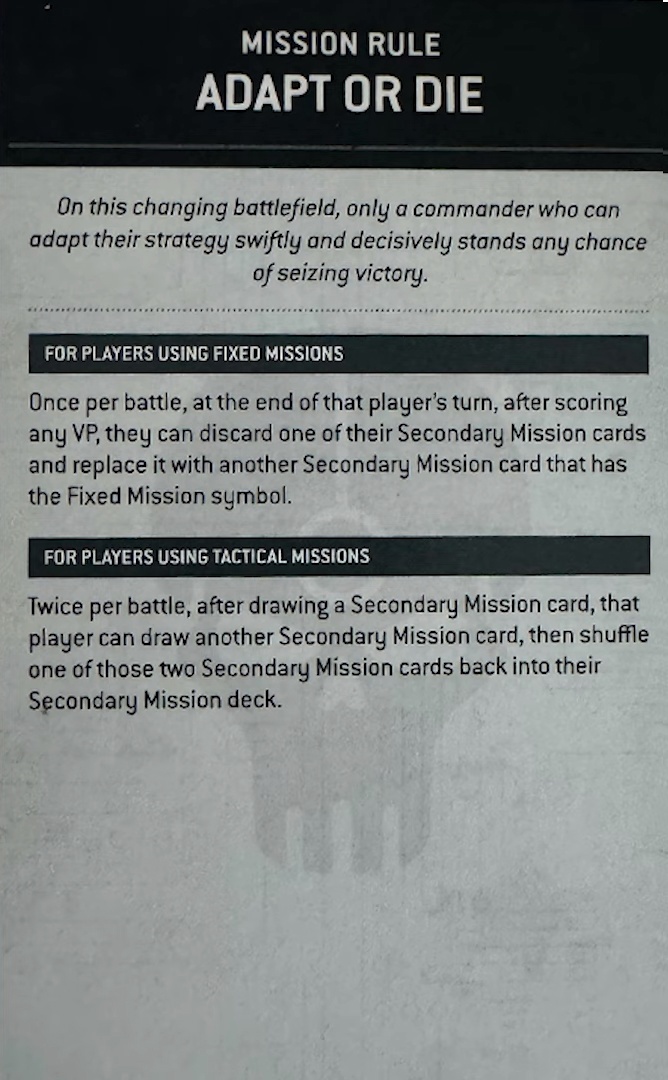 MISSION RULE
ADAPT OR DIE
On this changing battlefield, only a commander who can
adapt their strategy swiftly and decisively stands any chance
of seizing victory.
FOR PLAYERS USING FIXED MISSIONS
Once per battle, at the end of that player's turn, after scoring
any VP, they can discard one of their Secondary Mission cards
and replace it with another Secondary Mission card that has
the Fixed Mission symbol.
FOR PLAYERS USING TACTICAL MISSIONS
Twice per battle, after drawing a Secondary Mission card, that
player can draw another Secondary Mission card, then shuffle
one of those two Secondary Mission cards back into their
Secondary Mission deck.